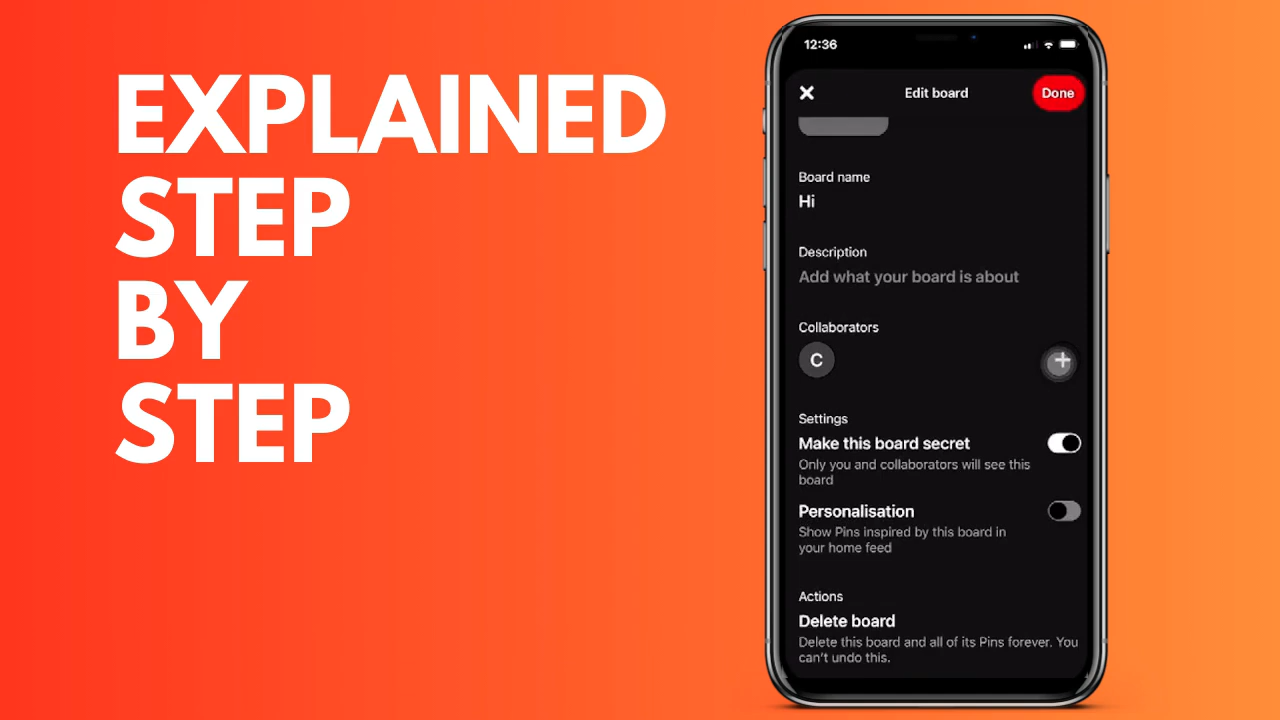 EXPLAINED
STEP
BY
STEP
12:36
Edit board
Done
Board name
Hi
Description
Add what your board is about
Collaborators
C
Settings
Make this board secret
Only you and collaborators will see this
board
Personalisation
Show Pins inspired by this board in
your home feed
Actions
Delete board
Delete this board and all of its Pins forever. You
can't undo this.